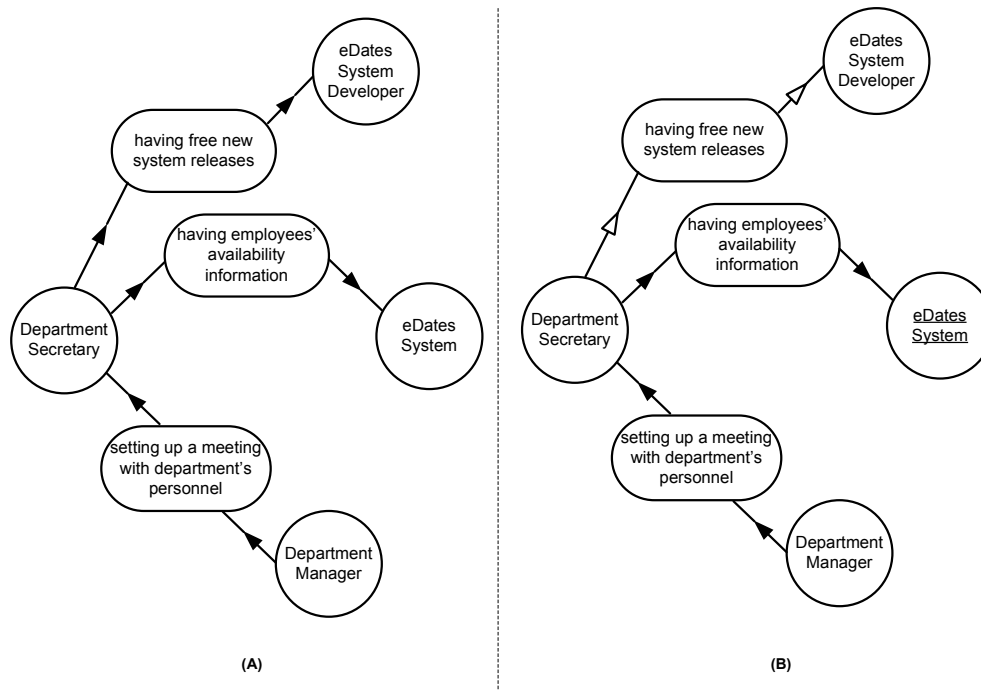 eDates
System
Developer
having free new
system releases
having employees’
availability
information
Department
Secretary
eDates
System
setting up a meeting
with department’s
personnel
Department
Manager
(A)
eDates
System
Developer
having free new
system releases
having employees’
availability
information
Department
Secretary
eDates
System
setting up a meeting
with department’s
personnel
Department
Manager
(B)